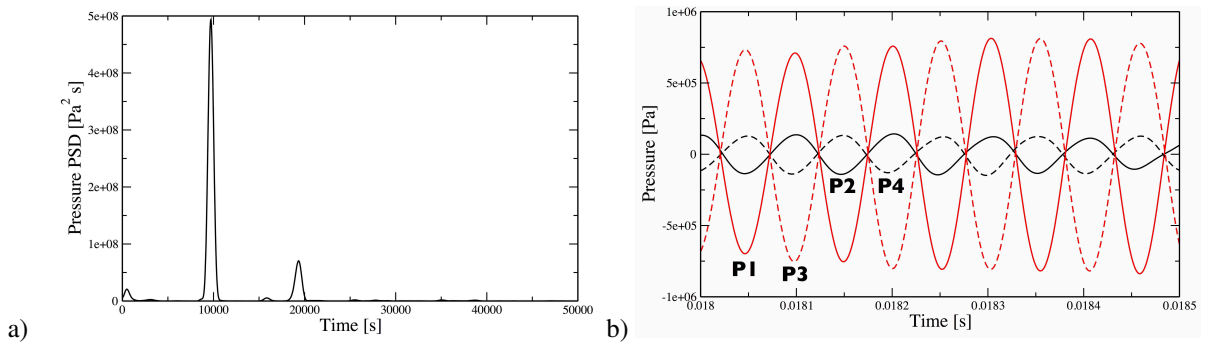 5e+08
4e+08
3e+08
2e+08
1e+08
0
Pressure PSD [Pa² s]
0 10000 20000 30000 40000 50000
Time [s]
a)
1e+06
5e+05
0
-5e+05
-1e+06
Pressure [Pa]
P2 P4
P1 P3
0.018 0.0181 0.0182 0.0183 0.0184 0.0185
Time [s]
b)